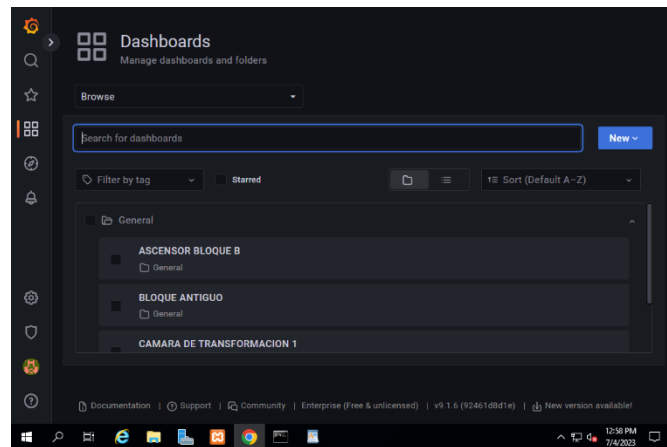 Dashboards
Manage dashboards and folders
Browse
Search for dashboards
New
Filter by tag
Starred
Sort (Default A–Z)
General
ASCENSOR BLOQUE B
General
BLOQUE ANTIGUO
General
CAMARA DE TRANSFORMACION 1
Documentation | Support | Community | Enterprise (Free & unlicensed) | v9.1.6 (92461d8d1e) | New version available!
12:58 PM
7/4/2023